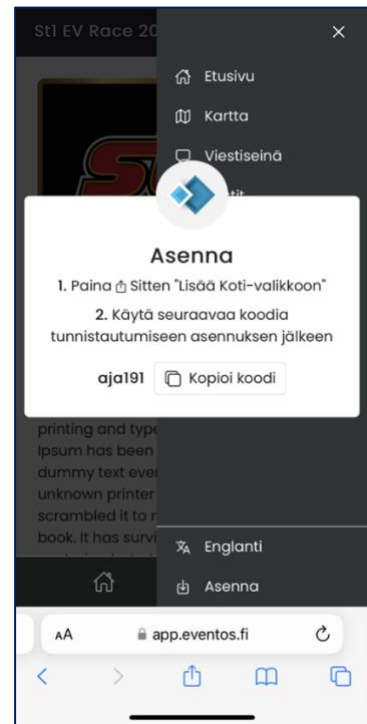 St1 EV Race 20
Etusivu
Kartta
Viestiseinä
Asenna
1. Paina Sitten "Lisää Koti-valikkoon"
2. Käytä seuraavaa koodia
tunnistautumiseen asennuksen jälkeen
aja191 Kopioi koodi
printing and type
Ipsum has been
dummy text eve
unknown printer
scrambled it to
book. It has survi
Englanti
Asenna
AA app.eventos.fi